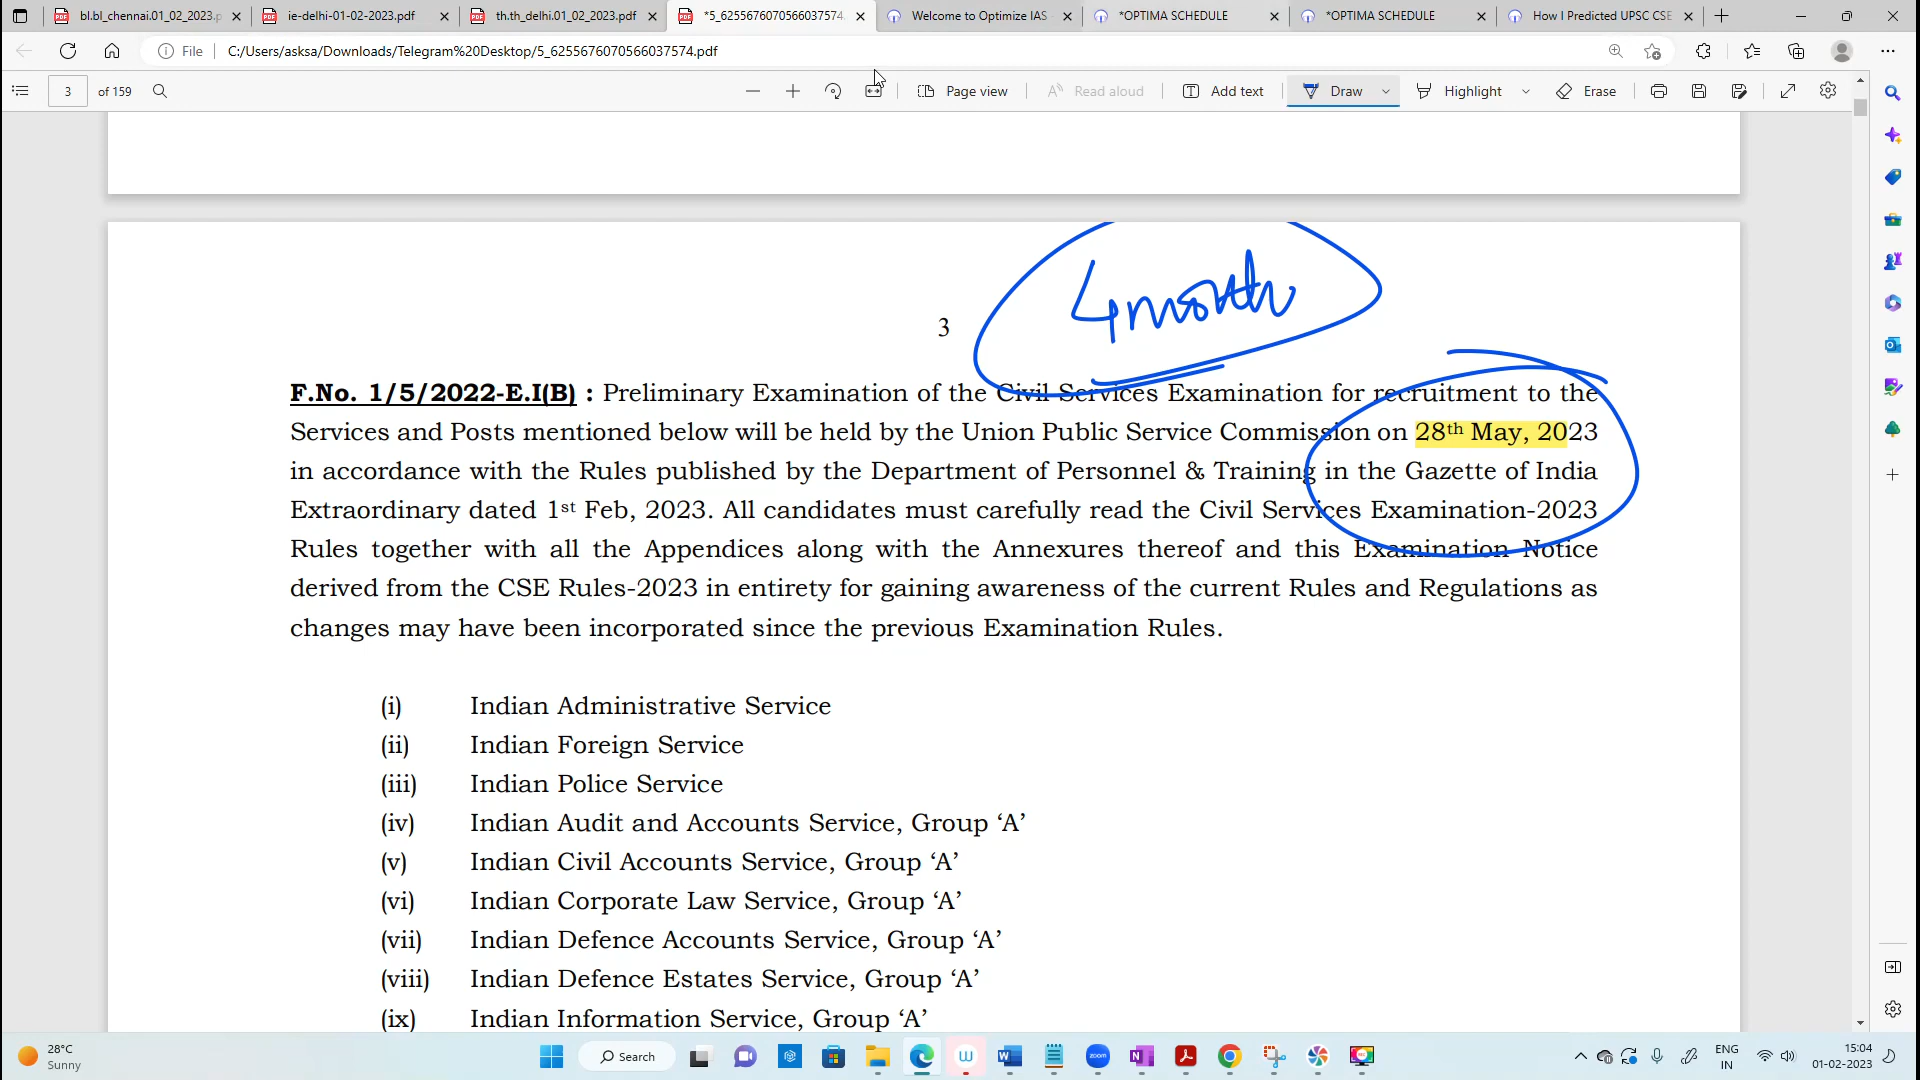 bl.bl_chennai.01_02_2023.p
ie-delhi-01-02-2023.pdf
th.th_delhi.01_02_2023.pdf
*5_6255676070566037574.
Welcome to Optimize IAS
*OPTIMA SCHEDULE
*OPTIMA SCHEDULE
How I Predicted UPSC CSE
File
C:/Users/asksa/Downloads/Telegram%20Desktop/5_6255676070566037574.pdf
3 of 159
Page view
Read aloud
Add text
Draw
Highlight
Erase
4 month
3
F.No. 1/5/2022-E.I(B) : Preliminary Examination of the Civil Services Examination for recruitment to the
Services and Posts mentioned below will be held by the Union Public Service Commission on 28th May, 2023
in accordance with the Rules published by the Department of Personnel & Training in the Gazette of India
Extraordinary dated 1st Feb, 2023. All candidates must carefully read the Civil Services Examination-2023
Rules together with all the Appendices along with the Annexures thereof and this Examination Notice
derived from the CSE Rules-2023 in entirety for gaining awareness of the current Rules and Regulations as
changes may have been incorporated since the previous Examination Rules.
(i) Indian Administrative Service
(ii) Indian Foreign Service
(iii) Indian Police Service
(iv) Indian Audit and Accounts Service, Group ‘A’
(v) Indian Civil Accounts Service, Group ‘A’
(vi) Indian Corporate Law Service, Group ‘A’
(vii) Indian Defence Accounts Service, Group ‘A’
(viii) Indian Defence Estates Service, Group ‘A’
(ix) Indian Information Service, Group ‘A’
28°C
Sunny
Search
zoom
ENG
IN
15:04
01-02-2023